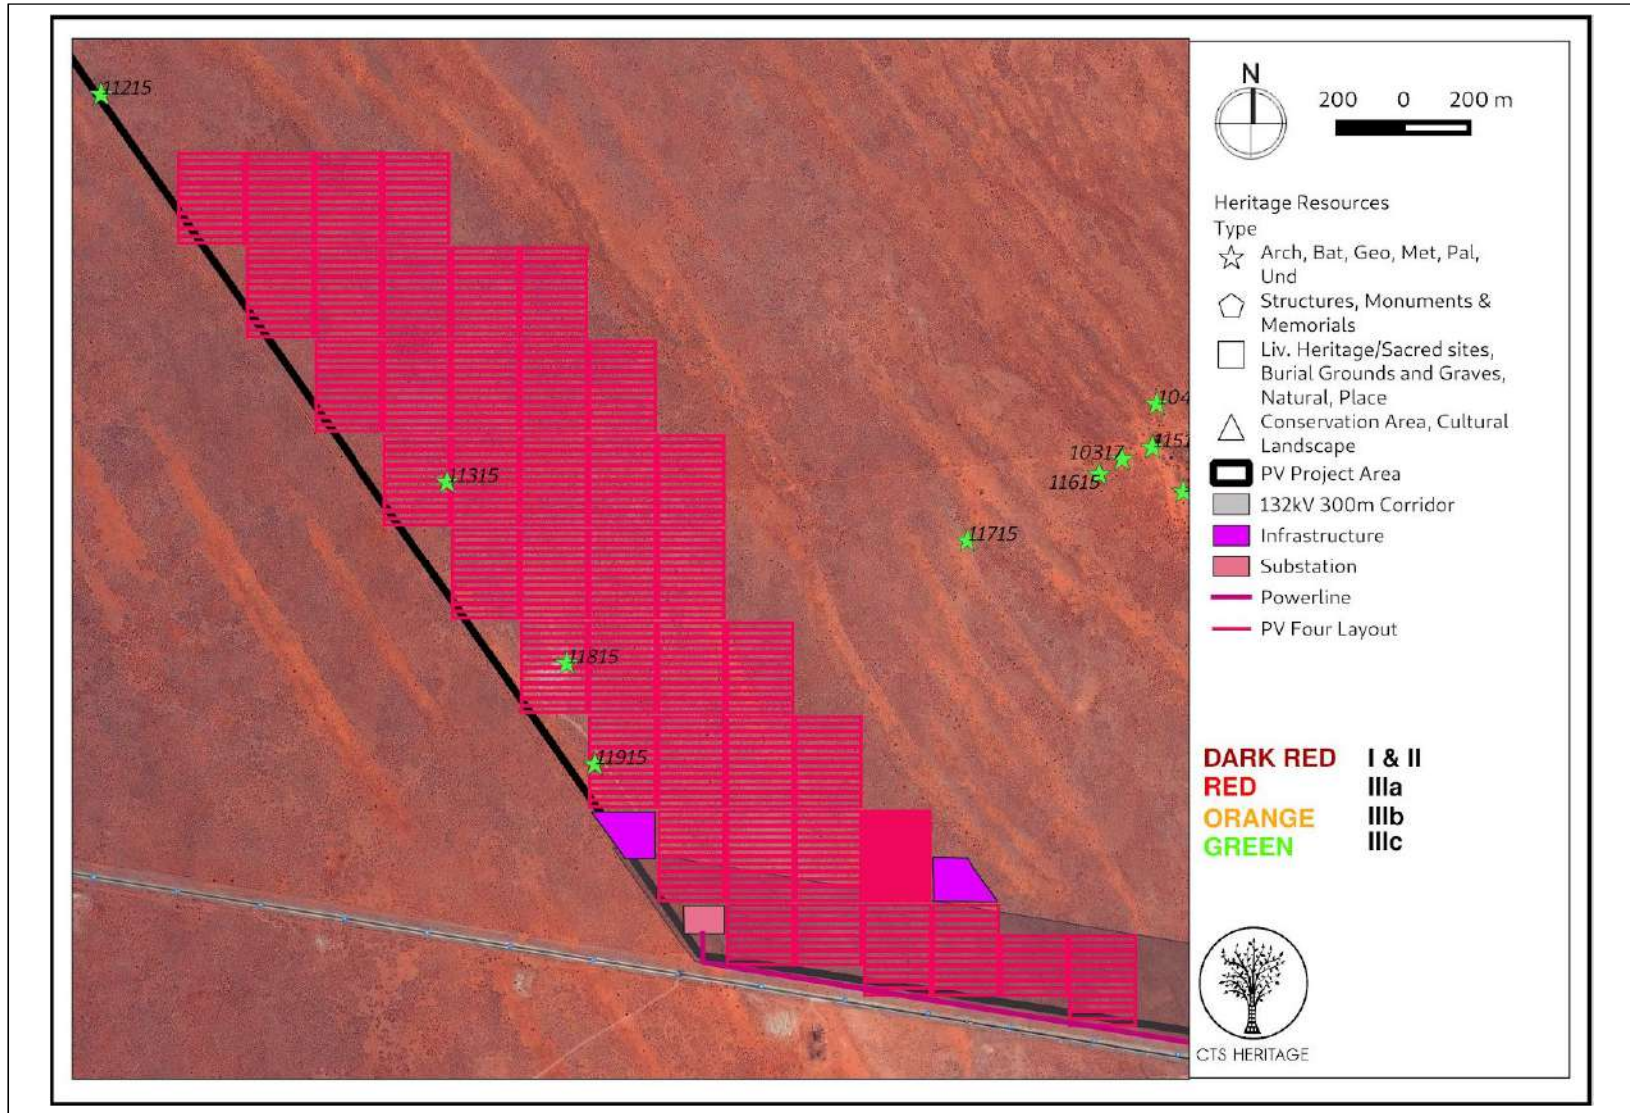 11215
11315
11815
11915
11715
11615
10317
N
200 0 200 m
Heritage Resources
Type
Arch, Bat, Geo, Met, Pal,
Und
Structures, Monuments &
Memorials
Liv. Heritage/Sacred sites,
Burial Grounds and Graves,
Natural, Place
Conservation Area, Cultural
Landscape
PV Project Area
132kV 300m Corridor
Infrastructure
Substation
Powerline
PV Four Layout
DARK RED I & II
RED IIIa
ORANGE IIIb
GREEN IIIc
CTS HERITAGE